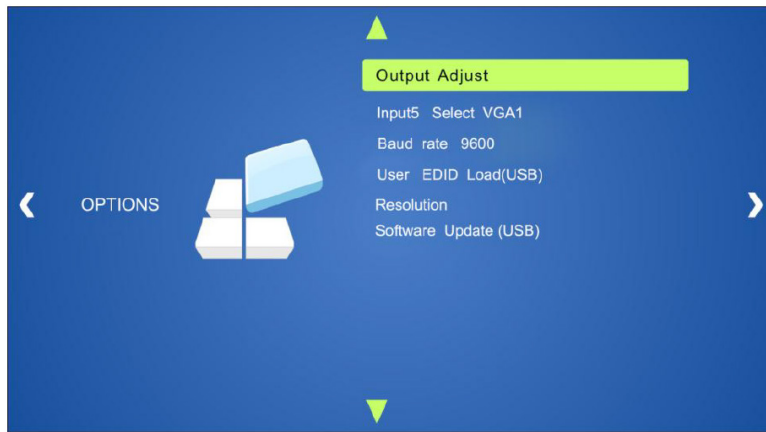 Output Adjust
Input5 Select VGA1
Baud rate 9600
User EDID Load(USB)
OPTIONS
Resolution
Software Update (USB)